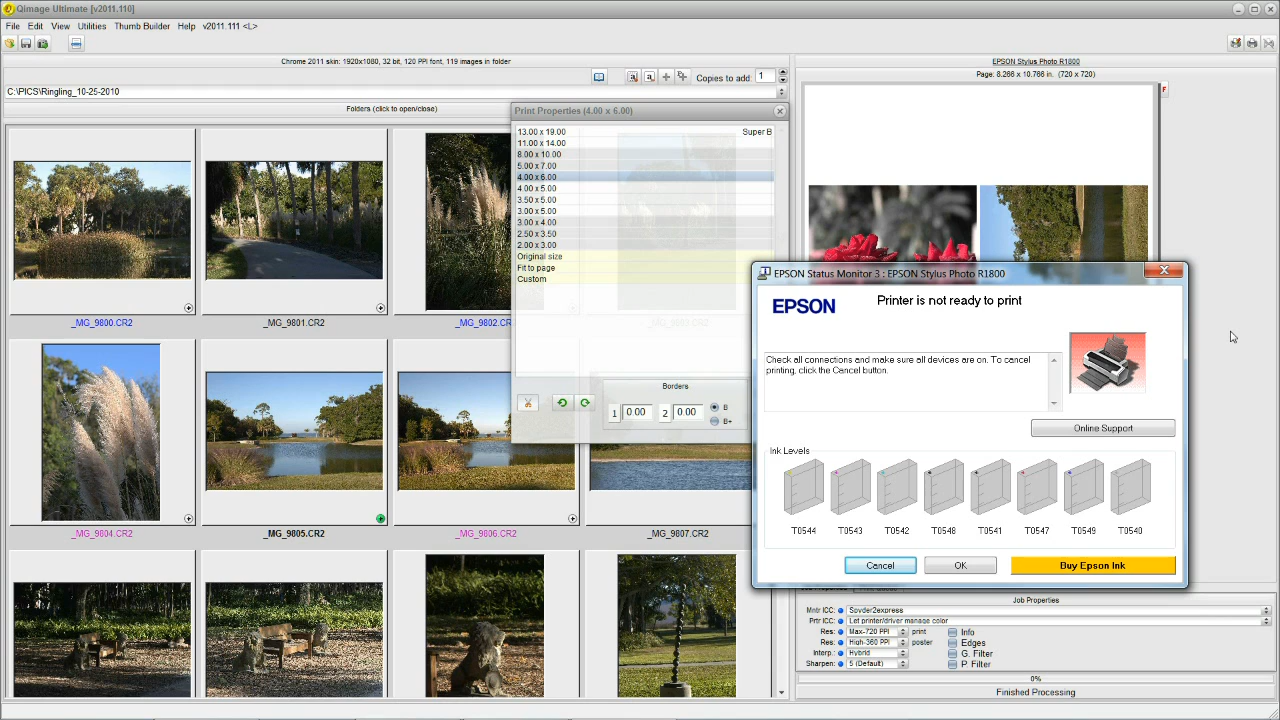 Qimage Ultimate [v2011.110]
File Edit View Utilities Thumb Builder Help v2011.111 <L>
Chrome 2011 skin: 1920x1080, 32 bit, 120 PPI font, 119 images in folder
Copies to add: 1
C:\PICS\Ringling_10-25-2010
Folders (click to open/close)
_MG_9800.CR2
_MG_9801.CR2
_MG_9802.CR2
_MG_9804.CR2
_MG_9805.CR2
_MG_9806.CR2
_MG_9807.CR2
Print Properties (4.00 x 6.00)
13.00 x 19.00 Super B
11.00 x 14.00
8.00 x 10.00
5.00 x 7.00
4.00 x 6.00
4.00 x 5.00
3.50 x 5.00
3.00 x 5.00
3.00 x 4.00
2.50 x 3.50
2.00 x 3.00
Original size
Fit to page
Custom
Borders
1 0.00 2 0.00 B
B+
EPSON Stylus Photo R1800
Page: 8.266 x 10.766 in. (720 x 720)
F
EPSON Status Monitor 3 : EPSON Stylus Photo R1800
EPSON
Printer is not ready to print
Check all connections and make sure all devices are on. To cancel
printing, click the Cancel button.
Online Support
Ink Levels
T0544 T0543 T0542 T0548 T0541 T0547 T0549 T0540
Cancel OK Buy Epson Ink
Job Properties
Mntr ICC: Spyder2express
Prtr ICC: Let printer/driver manage color
Res: Max-720 PPI print Info
Res: High-360 PPI poster Edges
Interp.: Hybrid G. Filter
Sharpen: 5 (Default) P. Filter
0%
Finished Processing